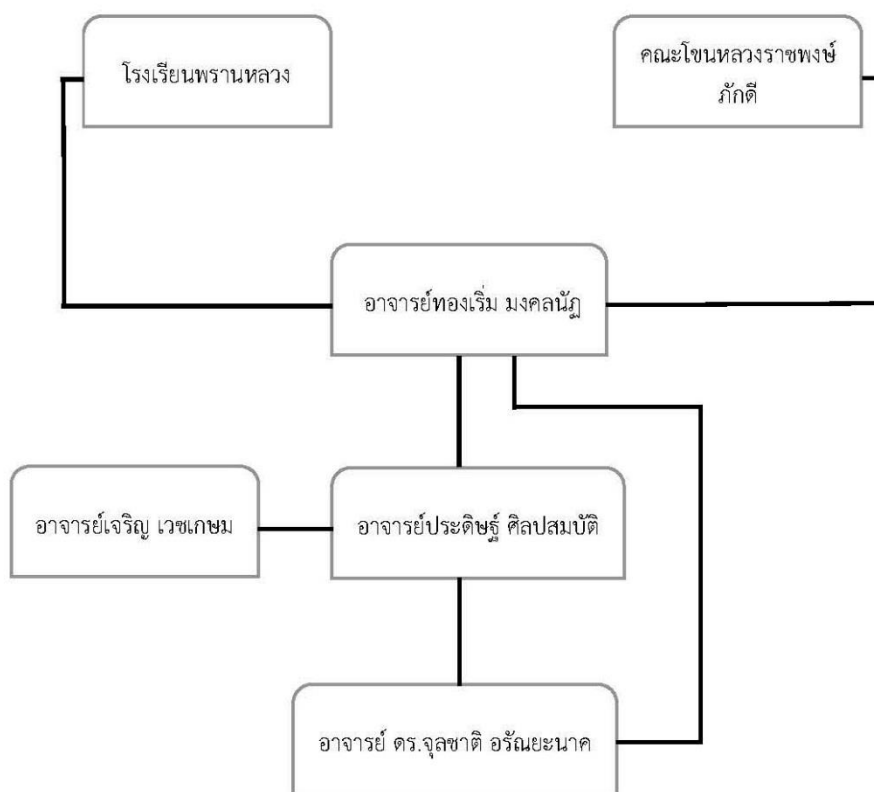 โรงเรียนพรานหลวง
คณะโขนหลวงราชพงษ์
ภักดี
อาจารย์ทองเริ่ม มงคลนัฏ
อาจารย์เจริญ เวชเกษม
อาจารย์ประดิษฐ์ ศิลปสมบัติ
อาจารย์ ดร.จุลชาติ อรัณยะนาค